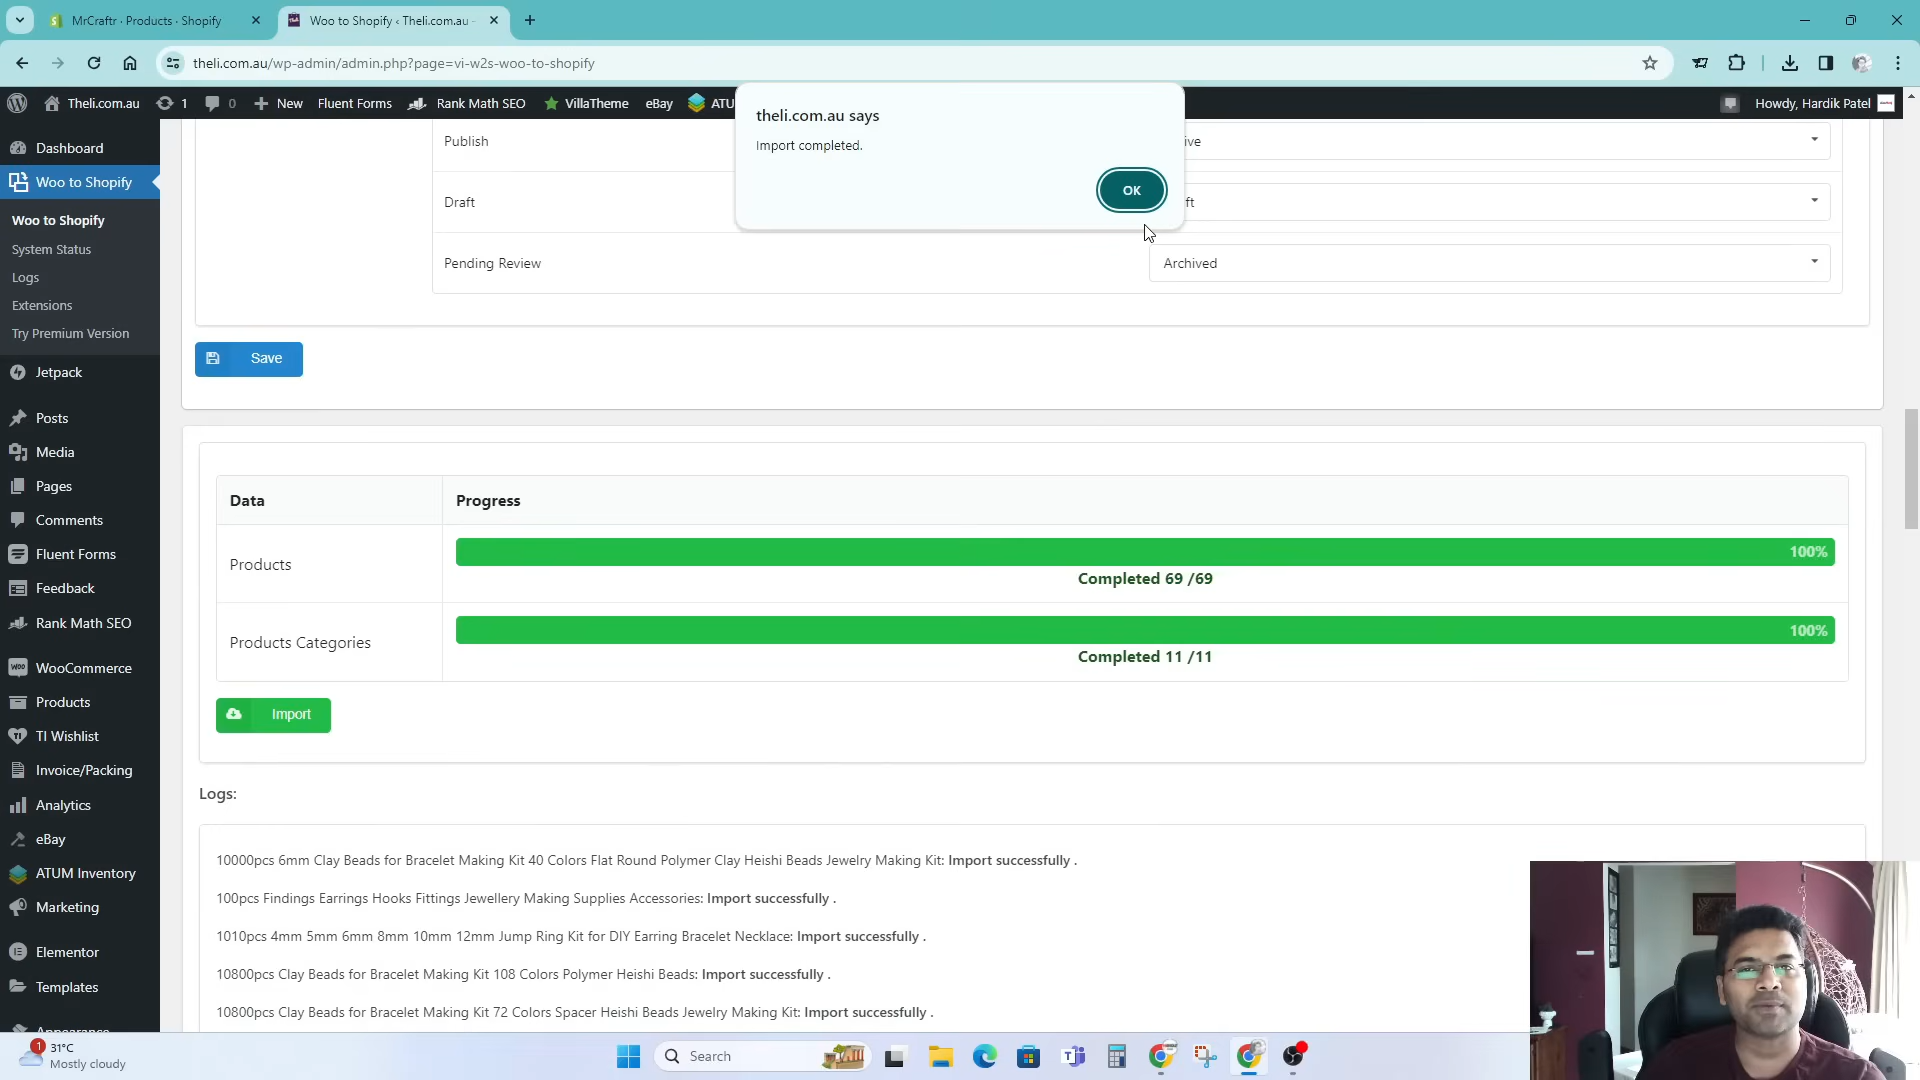 MrCraftr · Products · Shopify
Woo to Shopify ‹ Theli.com.au –
theli.com.au/wp-admin/admin.php?page=vi-w2s-woo-to-shopify
Theli.com.au
1
0
New
Fluent Forms
Rank Math SEO
VillaTheme
eBay
ATU
Howdy, Hardik Patel
theli.com.au says
Import completed.
OK
Dashboard
Woo to Shopify
Woo to Shopify
System Status
Logs
Extensions
Try Premium Version
Jetpack
Posts
Media
Pages
Comments
Fluent Forms
Feedback
Rank Math SEO
WooCommerce
Products
TI Wishlist
Invoice/Packing
Analytics
eBay
ATUM Inventory
Marketing
Elementor
Templates
Publish
ive
Draft
ft
Pending Review
Archived
Save
Data
Progress
Products
100%
Completed 69 /69
Products Categories
100%
Completed 11 /11
Import
Logs:
10000pcs 6mm Clay Beads for Bracelet Making Kit 40 Colors Flat Round Polymer Clay Heishi Beads Jewelry Making Kit: Import successfully .
100pcs Findings Earrings Hooks Fittings Jewellery Making Supplies Accessories: Import successfully .
1010pcs 4mm 5mm 6mm 8mm 10mm 12mm Jump Ring Kit for DIY Earring Bracelet Necklace: Import successfully .
10800pcs Clay Beads for Bracelet Making Kit 108 Colors Polymer Heishi Beads: Import successfully .
10800pcs Clay Beads for Bracelet Making Kit 72 Colors Spacer Heishi Beads Jewelry Making Kit: Import successfully .
1
31°C
Mostly cloudy
Search